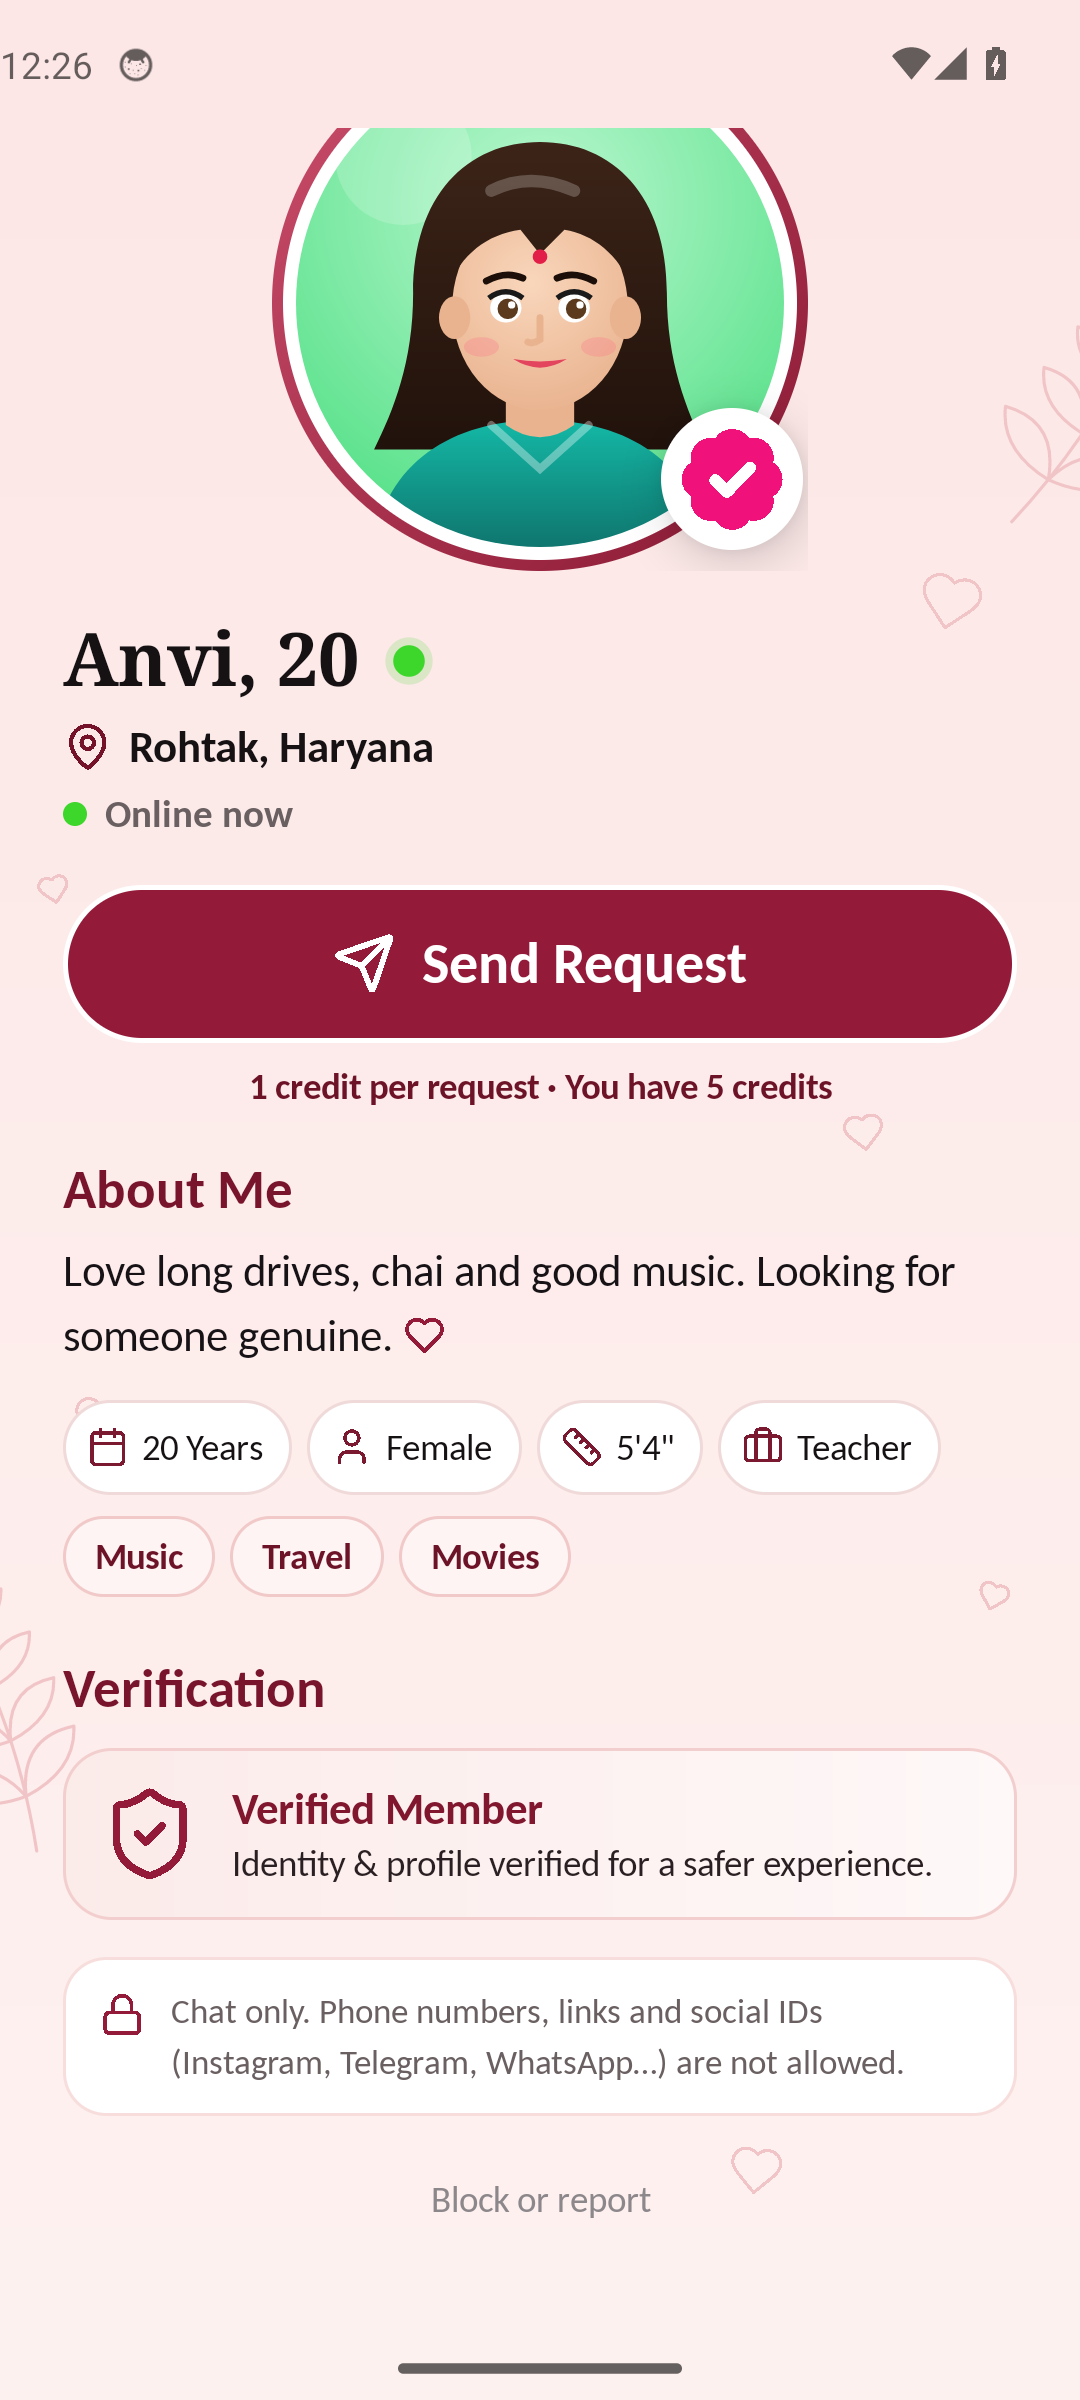 12:26
Anvi, 20
Rohtak, Haryana
Online now
Send Request
1 credit per request · You have 5 credits
About Me
Love long drives, chai and good music. Looking for
someone genuine.
20 Years
Female
5'4"
Teacher
Music
Travel
Movies
Verification
Verified Member
Identity & profile verified for a safer experience.
Chat only. Phone numbers, links and social IDs
(Instagram, Telegram, WhatsApp...) are not allowed.
Block or report